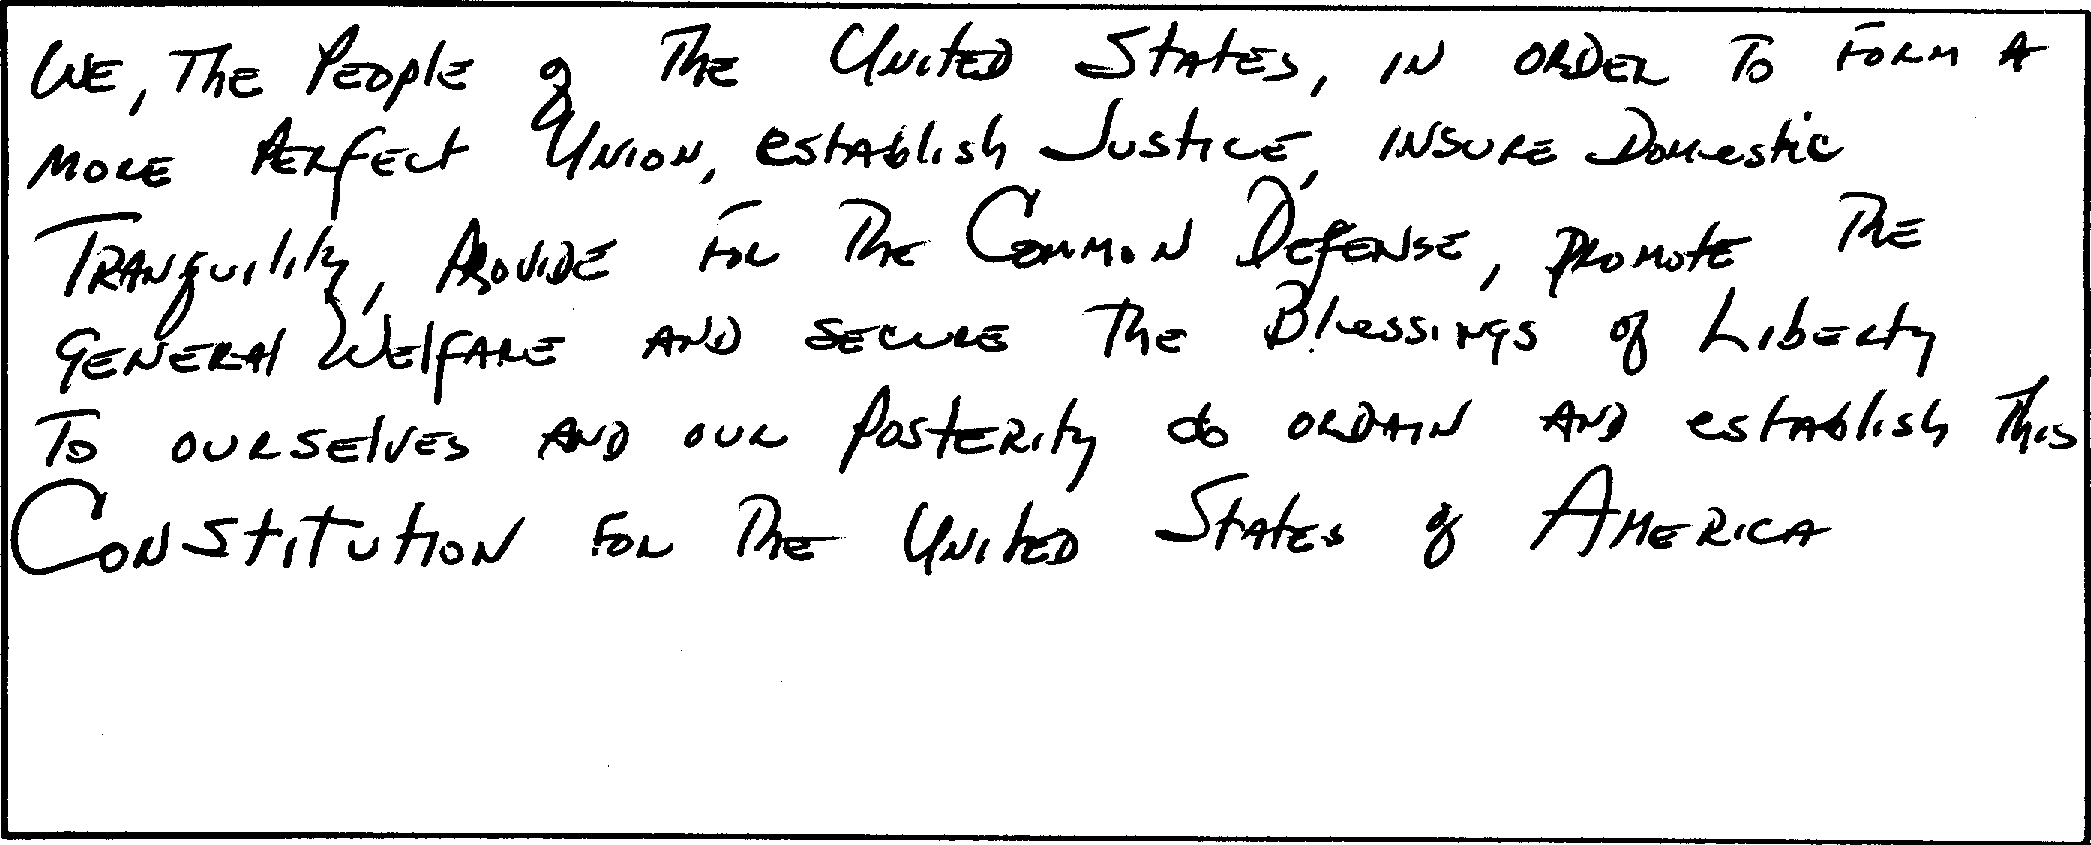 We, The People of The United States, in order to form a
more Perfect Union, establish Justice, insure Domestic
Tranquility, Provide for The Common Defense, promote The
General Welfare and secure The Blessings of Liberty
To ourselves and our Posterity do ordain and establish This
Constitution for The United States of America